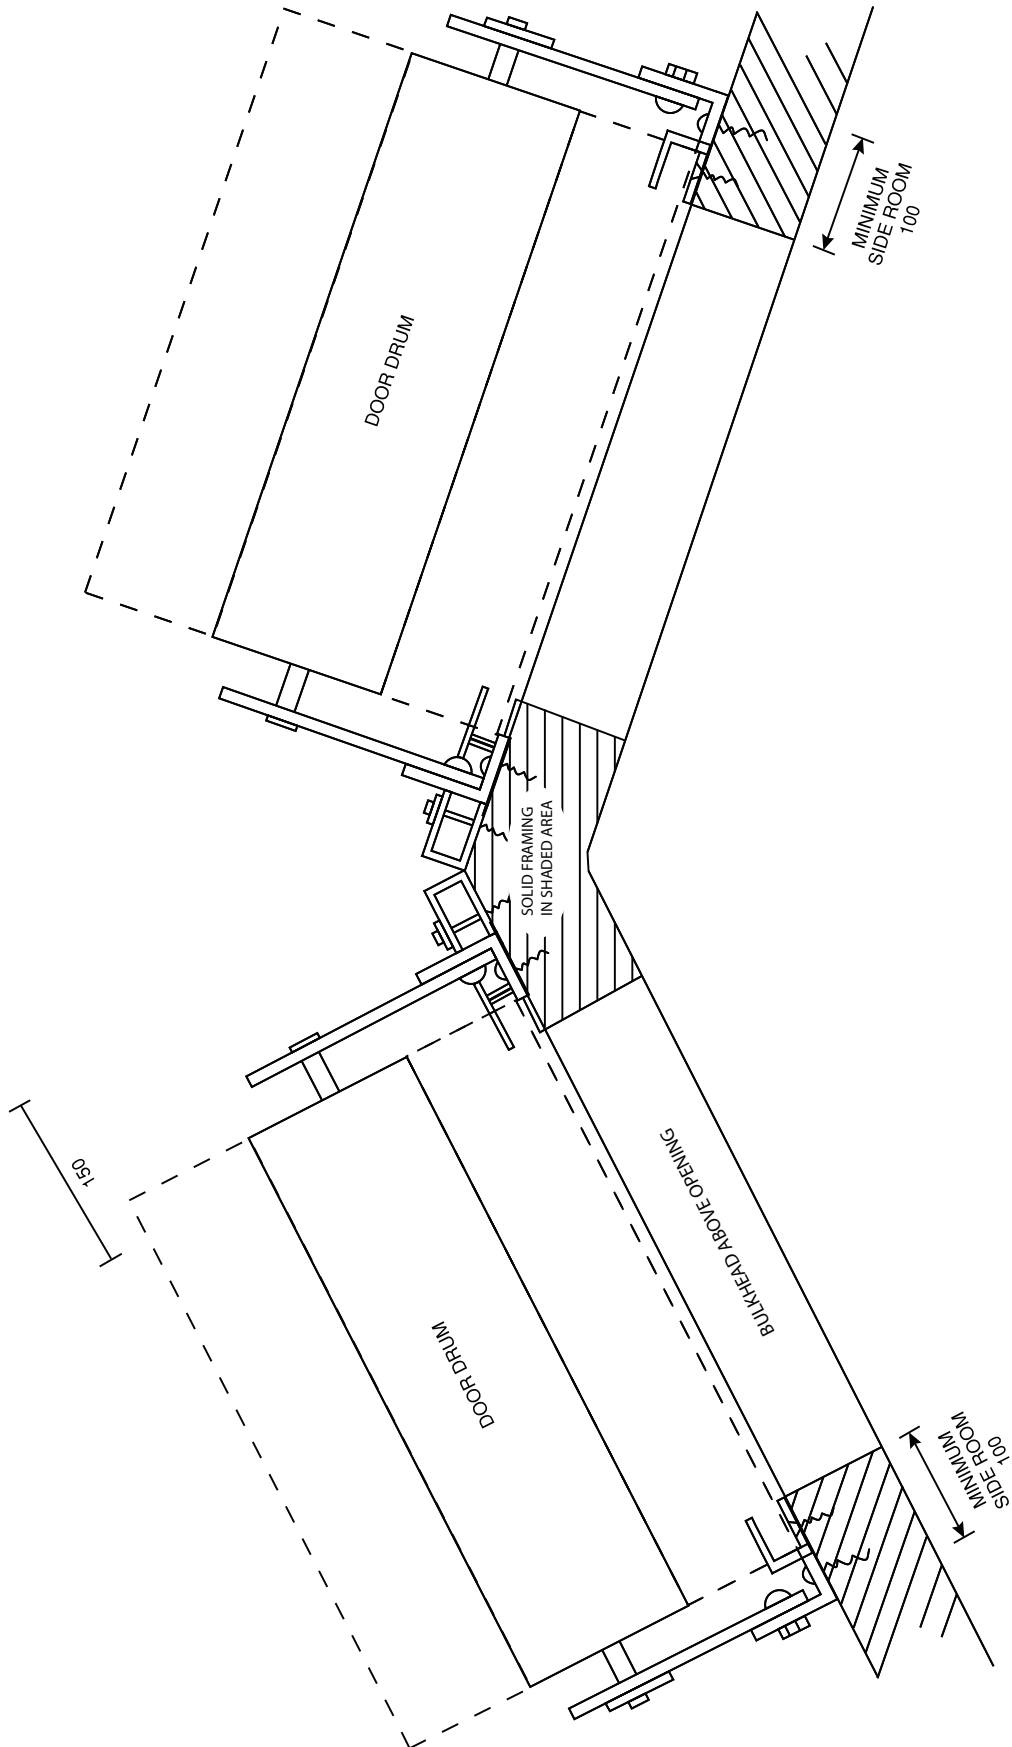 MINIMUM
SIDE ROOM
100
DOOR DRUM
SOLID FRAMING
IN SHADED AREA
150
BULKHEAD ABOVE OPENING
DOOR DRUM
MINIMUM
SIDE ROOM
100